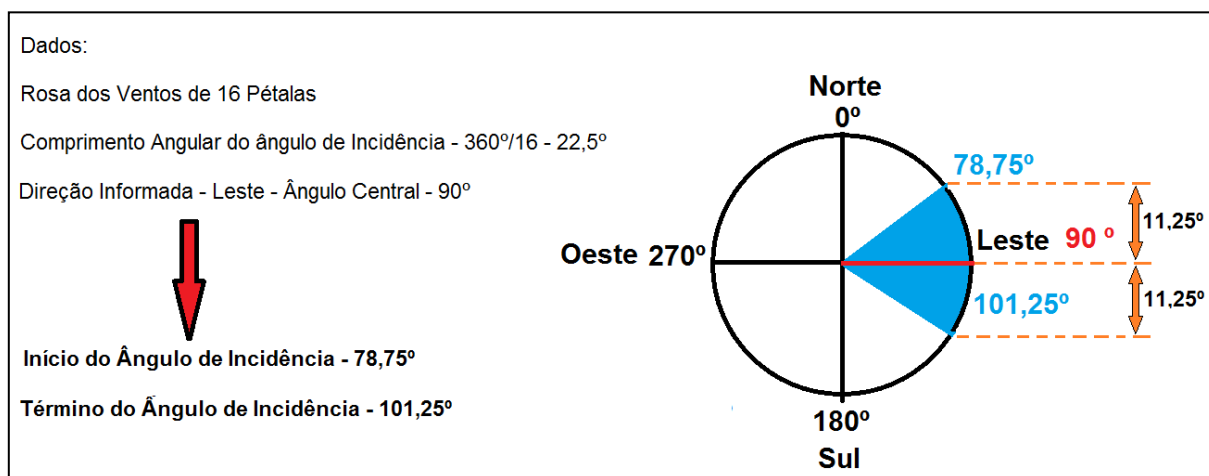 Dados:
Rosa dos Ventos de 16 Pétalas
Comprimento Angular do ângulo de Incidência - 360º/16 - 22,5º
Direção Informada - Leste - Ângulo Central - 90º
Início do Ângulo de Incidência - 78,75º
Término do Ângulo de Incidência - 101,25º
Norte
0º
78,75º
11,25º
Leste 90 º
Oeste 270º
101,25º
11,25º
180º
Sul